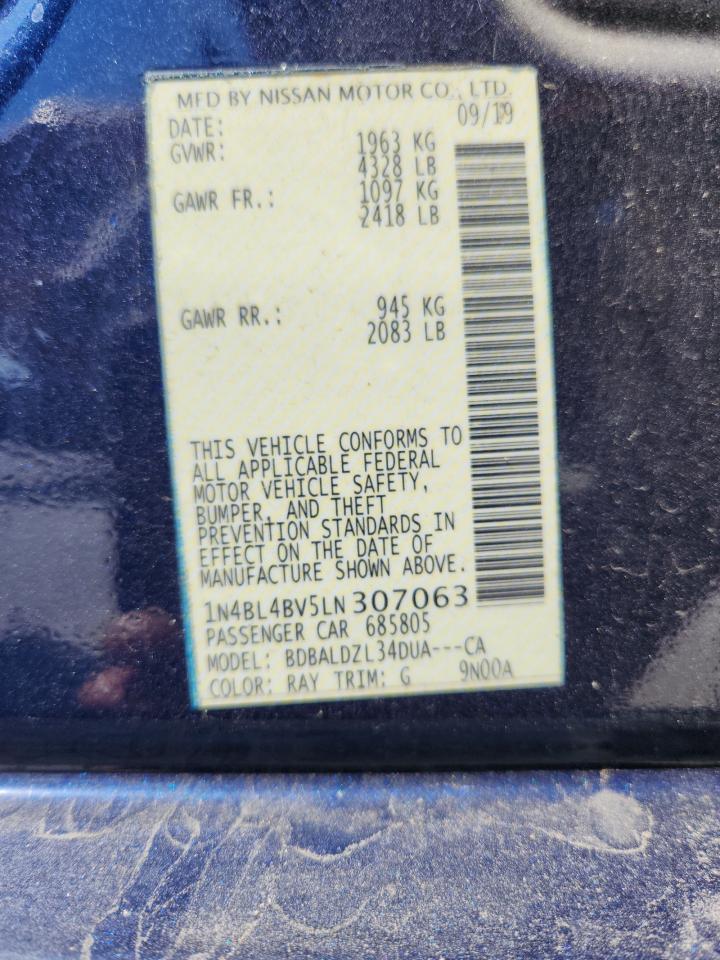 MFD BY NISSAN MOTOR CO., LTD.
DATE: 09/19
GVWR: 1963 KG
4328 LB
GAWR FR.: 1097 KG
2418 LB
GAWR RR.: 945 KG
2083 LB
THIS VEHICLE CONFORMS TO
ALL APPLICABLE FEDERAL
MOTOR VEHICLE SAFETY,
BUMPER, AND THEFT
PREVENTION STANDARDS IN
EFFECT ON THE DATE OF
MANUFACTURE SHOWN ABOVE.
1N4BL4BV5LN307063
PASSENGER CAR 685805
MODEL: BDBALDZL34DUA---CA
COLOR: RAY TRIM: G 9N00A